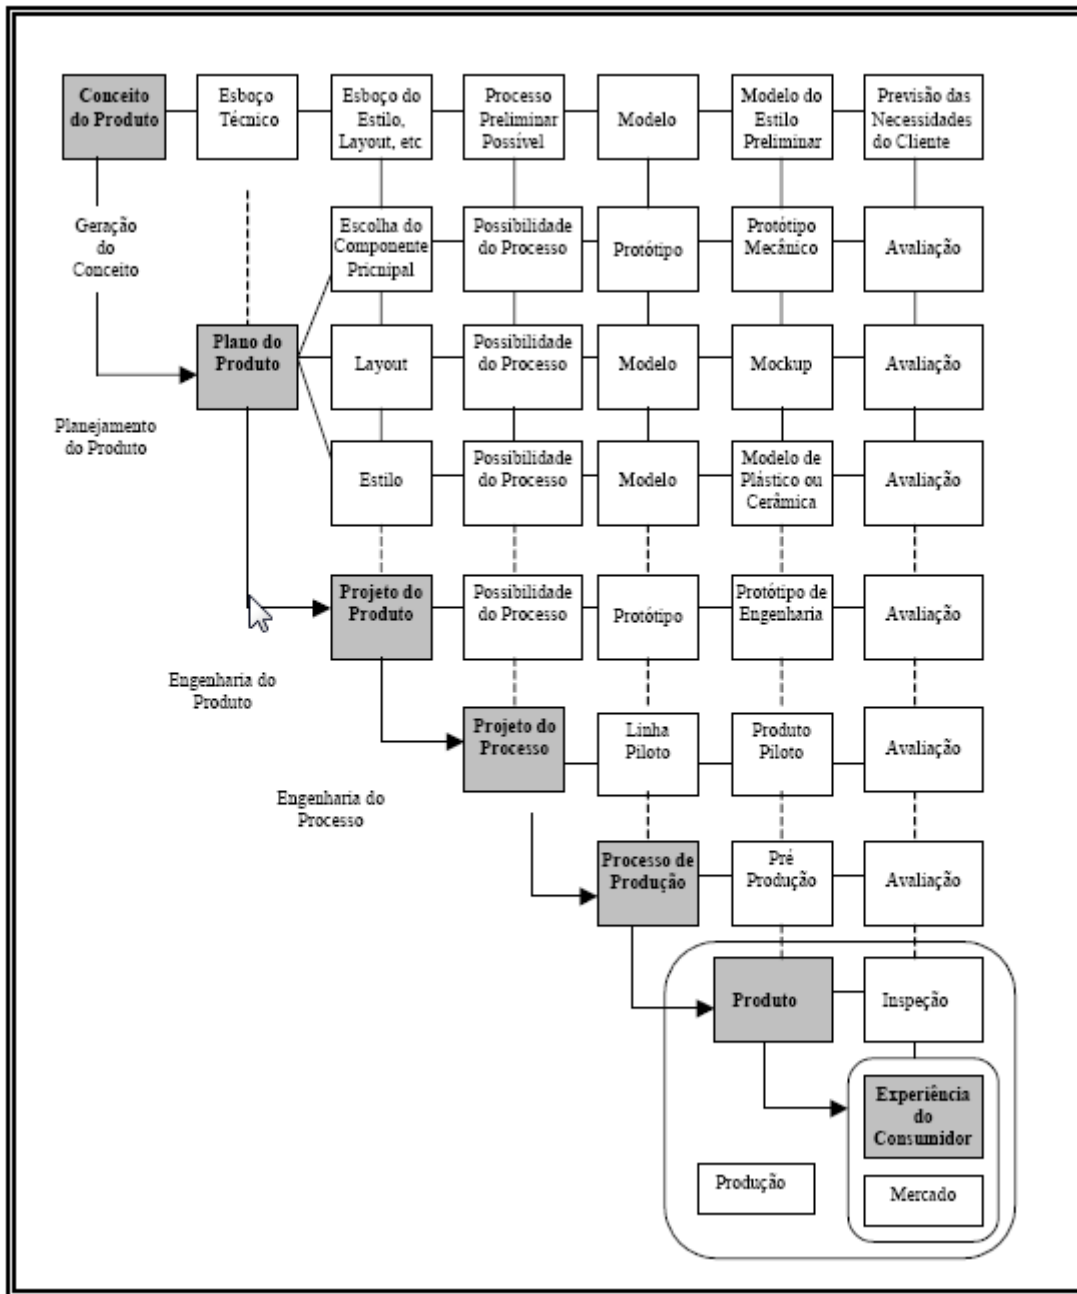 Conceito
do Produto
Esboço
Técnico
Esboço do
Estilo,
Layout, etc
Processo
Preliminar
Possível
Modelo
Modelo do
Estilo
Preliminar
Previsão das
Necessidades
do Cliente
Geração
do
Conceito
Escolha do
Componente
Pricnipal
Possibilidade
do Processo
Protótipo
Protótipo
Mecânico
Avaliação
Plano do
Produto
Layout
Possibilidade
do Processo
Modelo
Mockup
Avaliação
Planejamento
do Produto
Estilo
Possibilidade
do Processo
Modelo
Modelo de
Plástico ou
Cerâmica
Avaliação
Projeto do
Produto
Possibilidade
do Processo
Protótipo
Protótipo de
Engenharia
Avaliação
Engenharia do
Produto
Projeto do
Processo
Linha
Piloto
Produto
Piloto
Avaliação
Engenharia do
Processo
Processo de
Produção
Pré
Produção
Avaliação
Produto
Inspeção
Experiência
do
Consumidor
Produção
Mercado